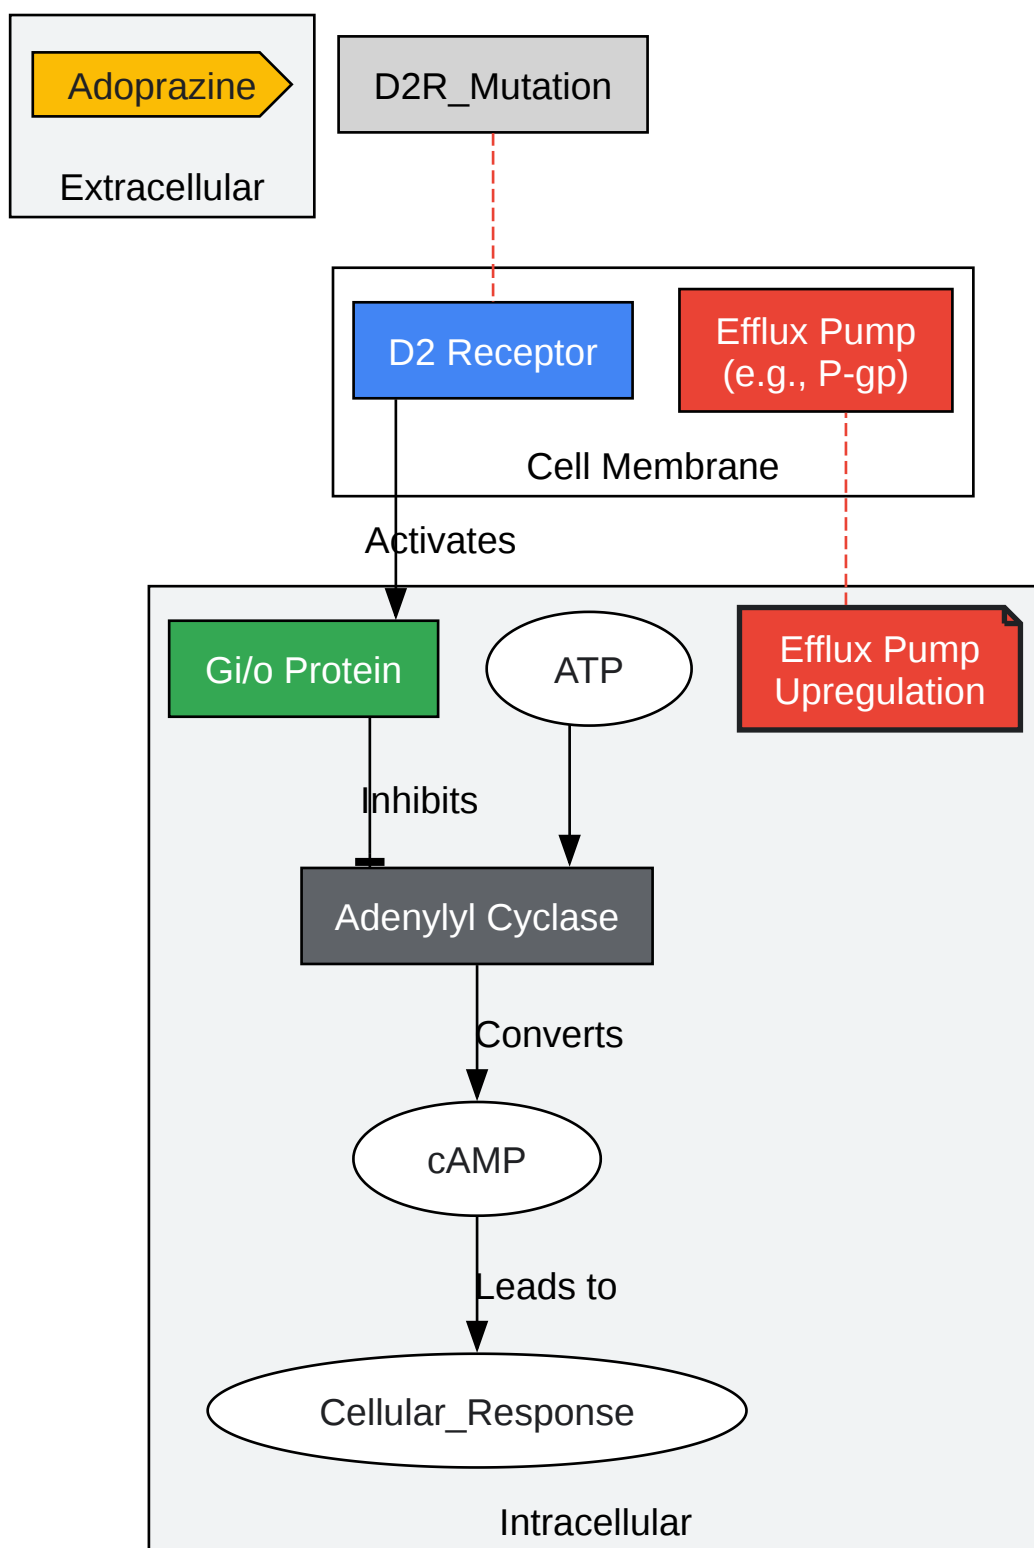 Adoprazine
Extracellular
D2R_Mutation
D2 Receptor
Efflux Pump
(e.g., P-gp)
Cell Membrane
Activates
Gi/o Protein
ATP
Efflux Pump
Upregulation
Inhibits
Adenylyl Cyclase
Converts
cAMP
Leads to
Cellular_Response
Intracellular